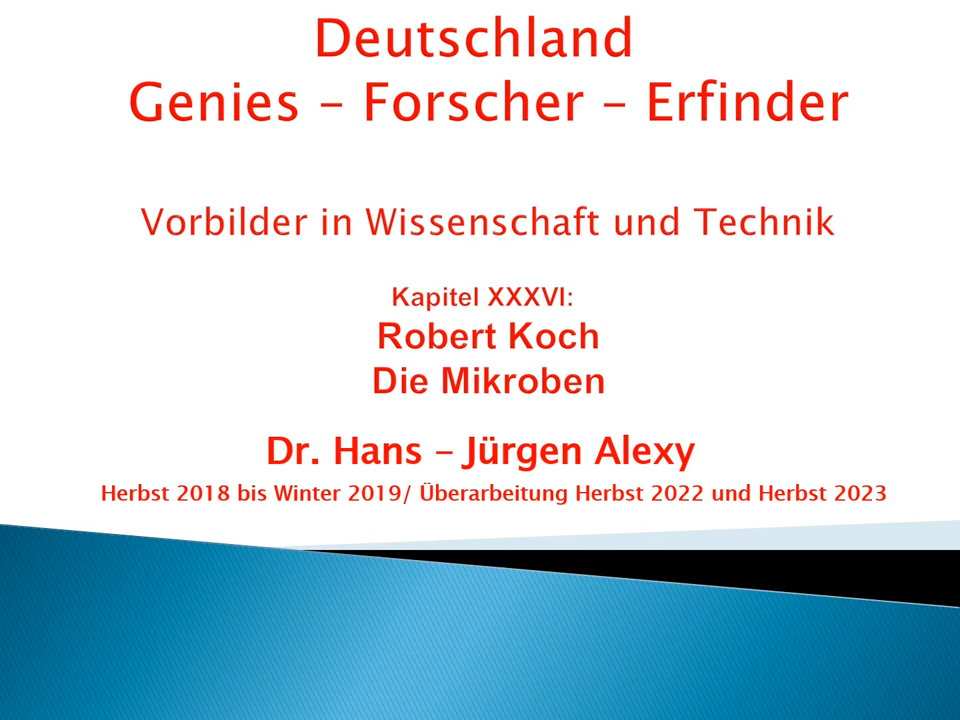 Deutschland
Genies – Forscher – Erfinder
Vorbilder in Wissenschaft und Technik
Kapitel XXXVI:
Robert Koch
Die Mikroben
Dr. Hans – Jürgen Alexy
Herbst 2018 bis Winter 2019/ Überarbeitung Herbst 2022 und Herbst 2023